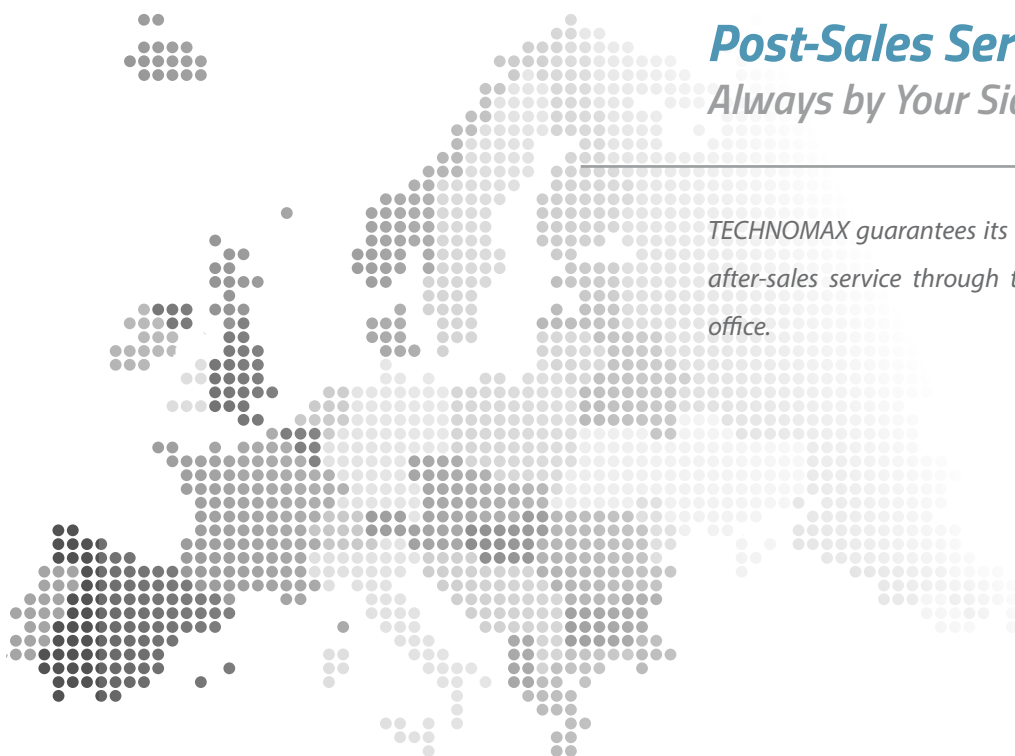 Post-Sales Ser
Always by Your Si
TECHNOMAX guarantees its
after-sales service through t
office.